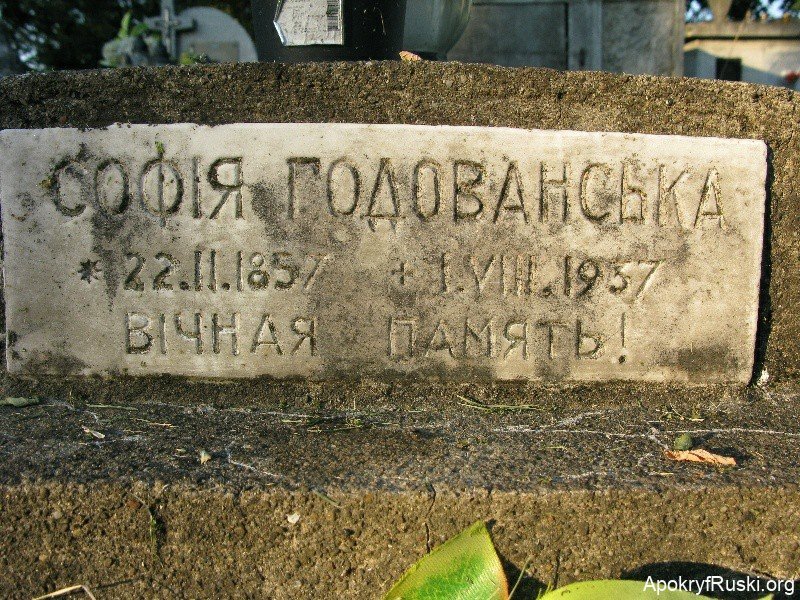 СОФІЯ ГОДОВАНСЬКА
* 22.II.1857 + 1.VIII.1937
ВІЧНАЯ ПАМЯТЬ!
ApokryfRuski.org